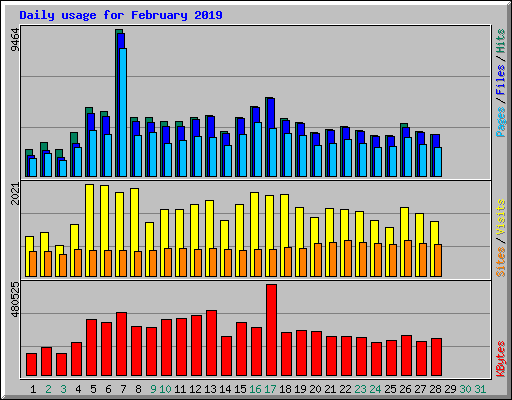 Daily usage for February 2019
9464
Pages / Files / Hits
2021
Sites / Visits
480525
KBytes
1 2 3 4 5 6 7 8 9 10 11 12 13 14 15 16 17 18 19 20 21 22 23 24 25 26 27 28 29 30 31